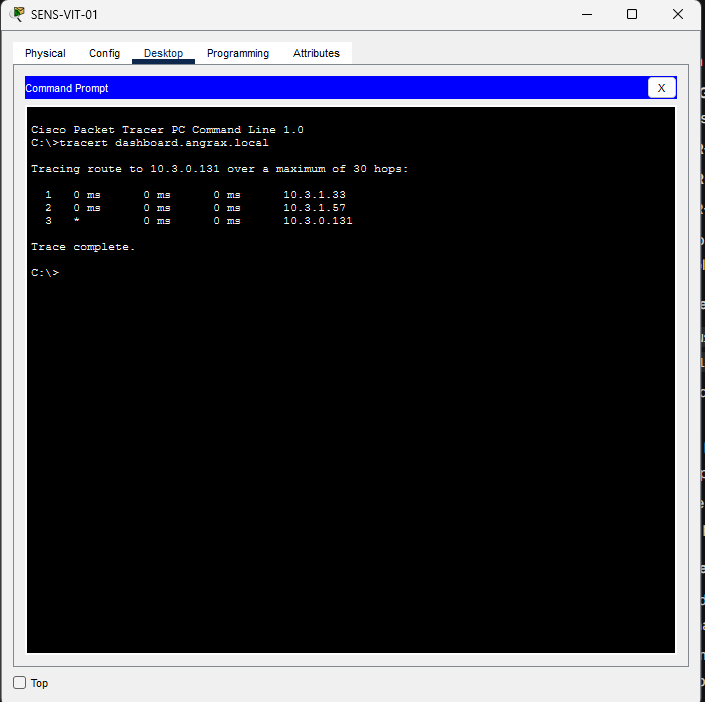 SENS-VIT-01
Physical Config Desktop Programming Attributes
Command Prompt X
Cisco Packet Tracer PC Command Line 1.0
C:\>tracert dashboard.angrax.local
Tracing route to 10.3.0.131 over a maximum of 30 hops:
1 0 ms 0 ms 0 ms 10.3.1.33
2 0 ms 0 ms 0 ms 10.3.1.57
3 * 0 ms 0 ms 10.3.0.131
Trace complete.
C:\>
Top